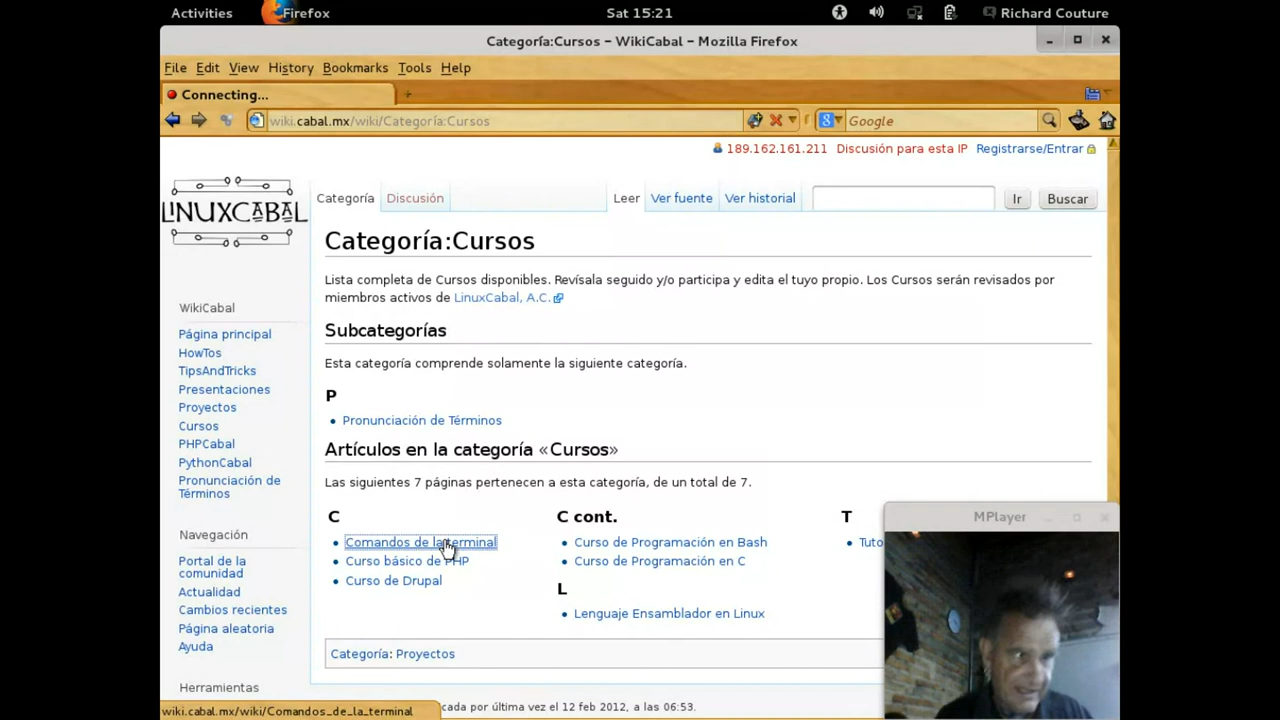 Activities Firefox Sat 15:21 Richard Couture
Categoría:Cursos – WikiCabal – Mozilla Firefox
File Edit View History Bookmarks Tools Help
Connecting...
wiki.cabal.mx/wiki/Categoría:Cursos Google
189.162.161.211 Discusión para esta IP Registrarse/Entrar
LINUXCABAL
Categoría Discusión Leer Ver fuente Ver historial Ir Buscar
Categoría:Cursos
Lista completa de Cursos disponibles. Revísala seguido y/o participa y edita el tuyo propio. Los Cursos serán revisados por
miembros activos de LinuxCabal, A.C.
Subcategorías
Esta categoría comprende solamente la siguiente categoría.
P
Pronunciación de Términos
Artículos en la categoría «Cursos»
Las siguientes 7 páginas pertenecen a esta categoría, de un total de 7.
C
Comandos de la terminal
Curso básico de PHP
Curso de Drupal
C cont.
Curso de Programación en Bash
Curso de Programación en C
L
Lenguaje Ensamblador en Linux
T
Tuto
Categoría: Proyectos
WikiCabal
Página principal
HowTos
TipsAndTricks
Presentaciones
Proyectos
Cursos
PHPCabal
PythonCabal
Pronunciación de
Términos
Navegación
Portal de la
comunidad
Actualidad
Cambios recientes
Página aleatoria
Ayuda
Herramientas
MPlayer
wiki.cabal.mx/wiki/Comandos_de_la_terminal
cada por última vez el 12 feb 2012, a las 06:53.